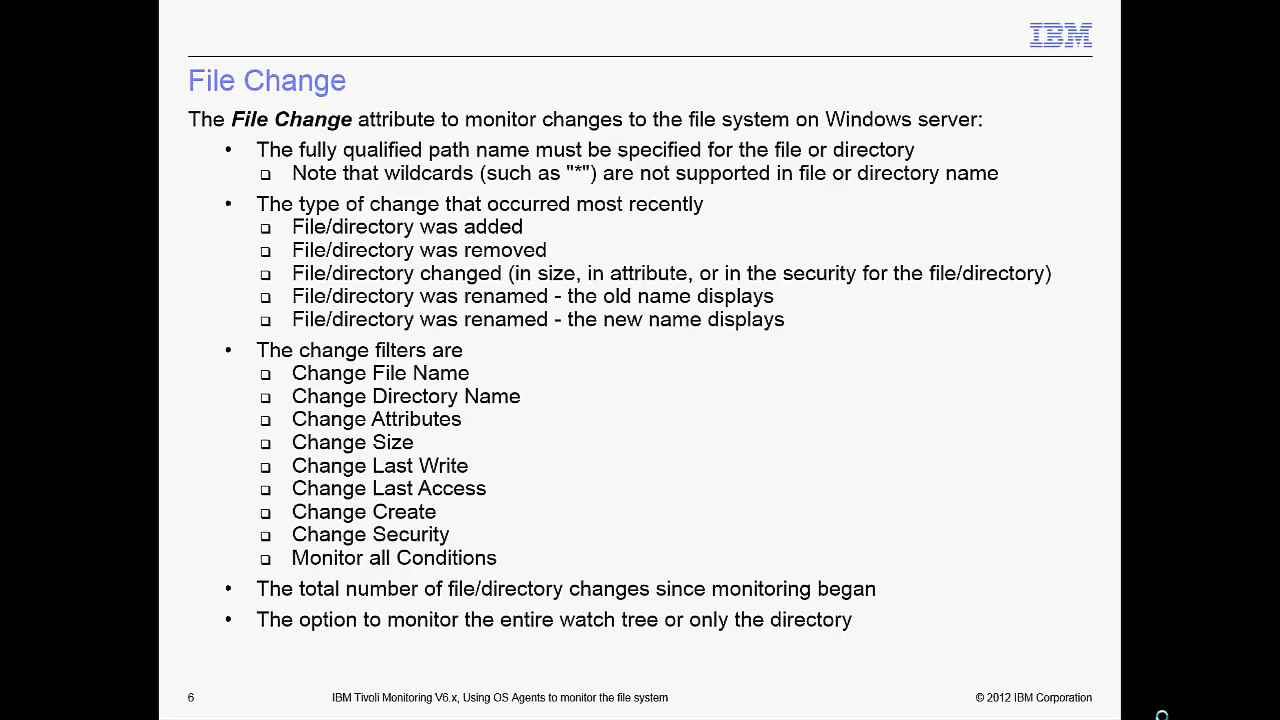 IBM
File Change
The File Change attribute to monitor changes to the file system on Windows server:
• The fully qualified path name must be specified for the file or directory
❑ Note that wildcards (such as "*") are not supported in file or directory name
• The type of change that occurred most recently
❑ File/directory was added
❑ File/directory was removed
❑ File/directory changed (in size, in attribute, or in the security for the file/directory)
❑ File/directory was renamed - the old name displays
❑ File/directory was renamed - the new name displays
• The change filters are
❑ Change File Name
❑ Change Directory Name
❑ Change Attributes
❑ Change Size
❑ Change Last Write
❑ Change Last Access
❑ Change Create
❑ Change Security
❑ Monitor all Conditions
• The total number of file/directory changes since monitoring began
• The option to monitor the entire watch tree or only the directory
6 IBM Tivoli Monitoring V6.x, Using OS Agents to monitor the file system © 2012 IBM Corporation